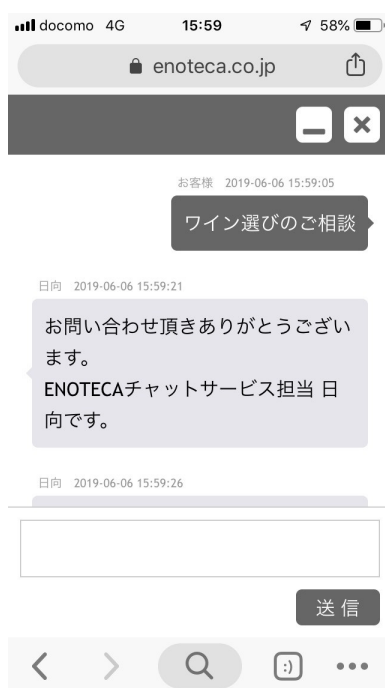 docomo 4G 15:59 58%
enoteca.co.jp
お客様 2019-06-06 15:59:05
ワイン選びのご相談
日向 2019-06-06 15:59:21
お問い合わせ頂きありがとうござい
ます。
ENOTECAチャットサービス担当 日
向です。
日向 2019-06-06 15:59:26
送信
:)